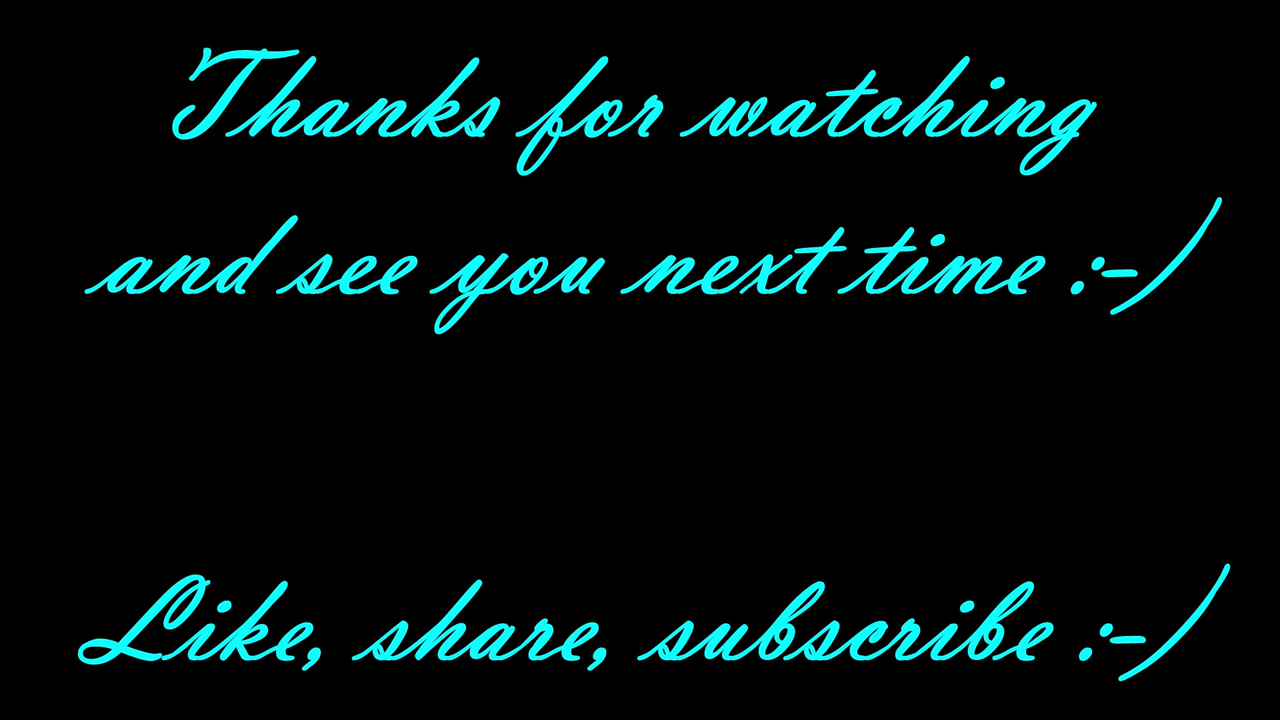 Thanks for watching
and see you next time :-)
Like, share, subscribe :-)